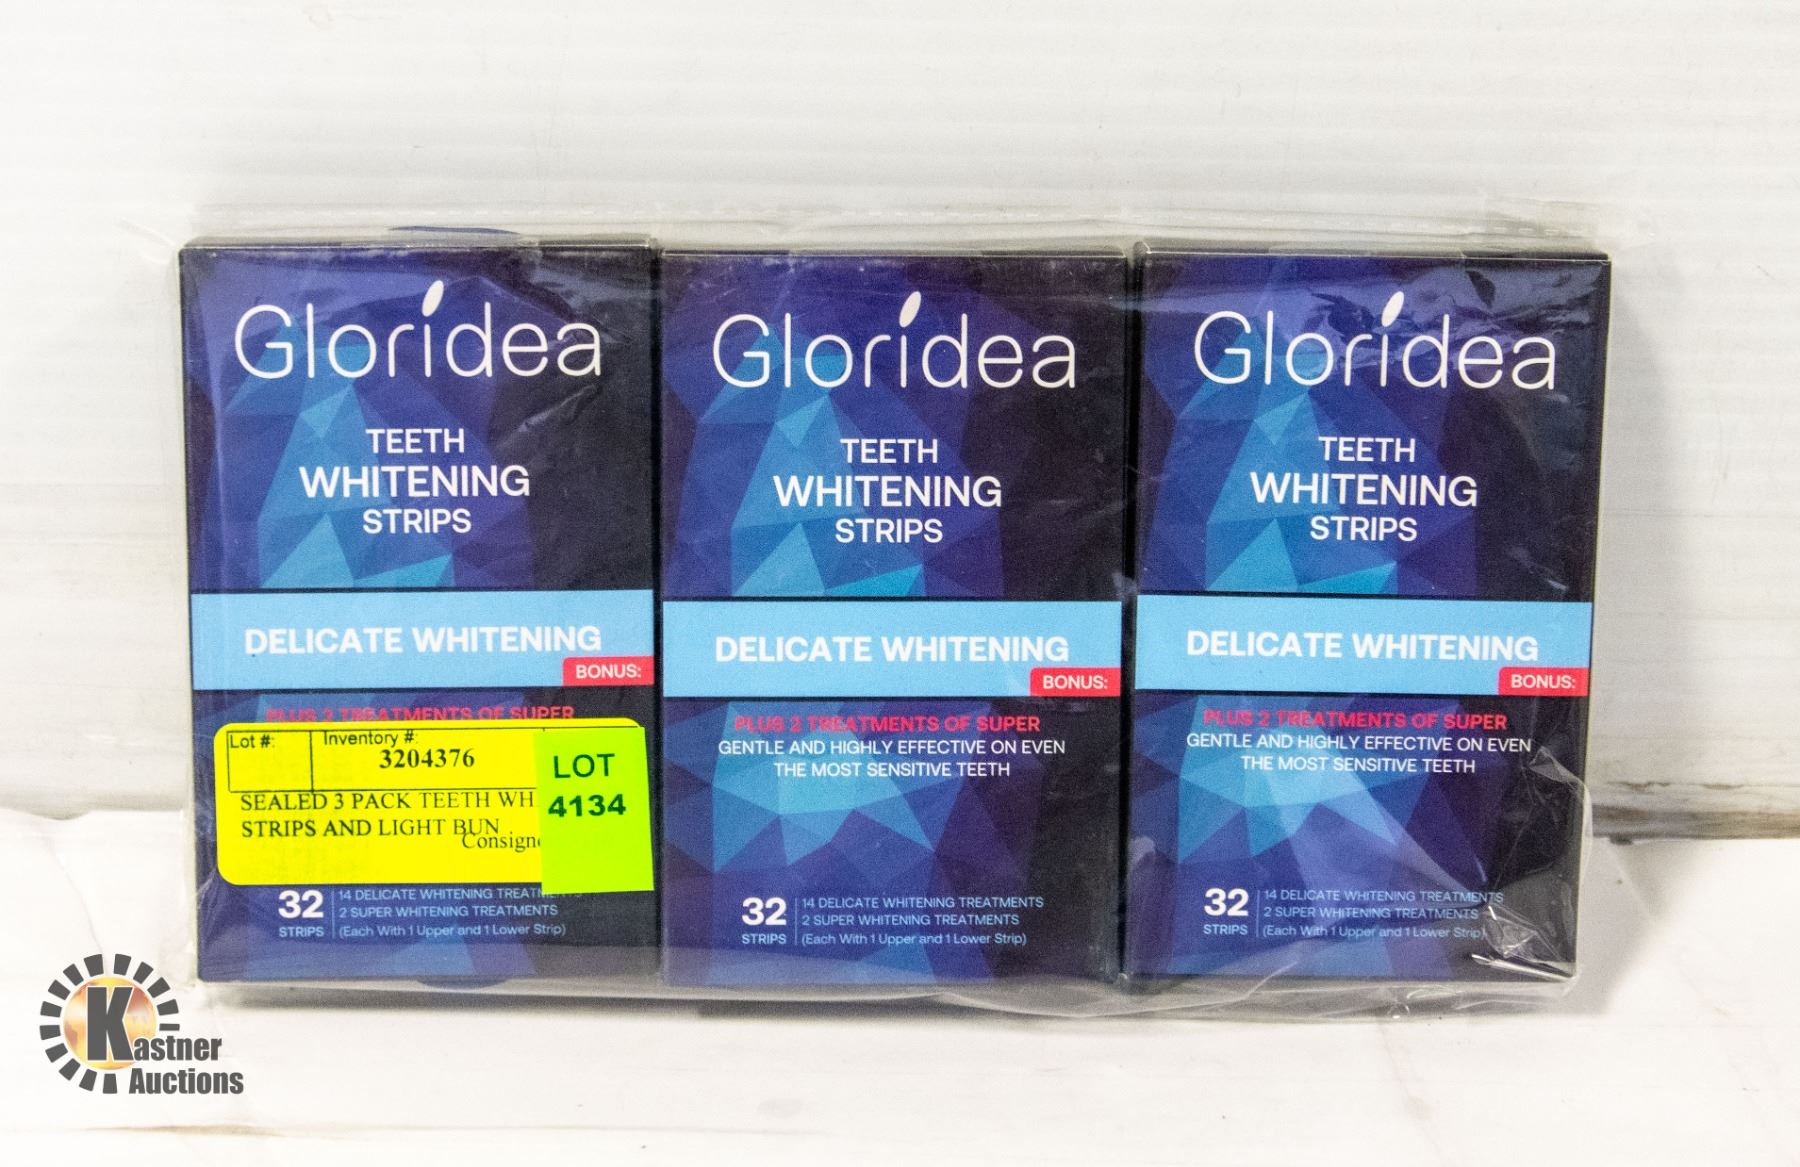 Gloridea
TEETH
WHITENING
STRIPS
DELICATE WHITENING
BONUS:
PLUS 2 TREATMENTS OF SUPER
Lot #:
Inventory #:
3204376
SEALED 3 PACK TEETH
STRIPS AND LIGHT BUN
LOT
4134
32
STRIPS
14 DELICATE WHITENING
2 SUPER WHITENING TREATMENTS
(Each With 1 Upper and 1 Lower Strip)
Gloridea
TEETH
WHITENING
STRIPS
DELICATE WHITENING
BONUS:
PLUS 2 TREATMENTS OF SUPER
GENTLE AND HIGHLY EFFECTIVE ON EVEN
THE MOST SENSITIVE TEETH
32
STRIPS
14 DELICATE WHITENING TREATMENTS
2 SUPER WHITENING TREATMENTS
(Each With 1 Upper and 1 Lower Strip)
Gloridea
TEETH
WHITENING
STRIPS
DELICATE WHITENING
BONUS:
PLUS 2 TREATMENTS OF SUPER
GENTLE AND HIGHLY EFFECTIVE ON EVEN
THE MOST SENSITIVE TEETH
32
STRIPS
14 DELICATE WHITENING TREATMENTS
2 SUPER WHITENING TREATMENTS
(Each With 1 Upper and 1 Lower Strip)
Kastner
Auctions